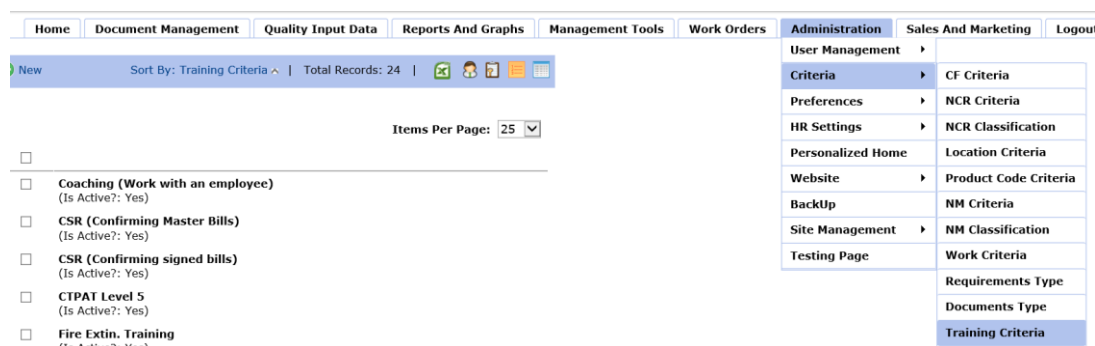 Home Document Management Quality Input Data Reports And Graphs Management Tools Work Orders Administration Sales And Marketing Logout
New Sort By: Training Criteria | Total Records: 24 |
Items Per Page: 25
Coaching (Work with an employee)
(Is Active?: Yes)
CSR (Confirming Master Bills)
(Is Active?: Yes)
CSR (Confirming signed bills)
(Is Active?: Yes)
CTPAT Level 5
(Is Active?: Yes)
Fire Extin. Training
(Is Active?: Yes)
User Management
Criteria
Preferences
HR Settings
Personalized Home
Website
BackUp
Site Management
Testing Page
CF Criteria
NCR Criteria
NCR Classification
Location Criteria
Product Code Criteria
NM Criteria
NM Classification
Work Criteria
Requirements Type
Documents Type
Training Criteria